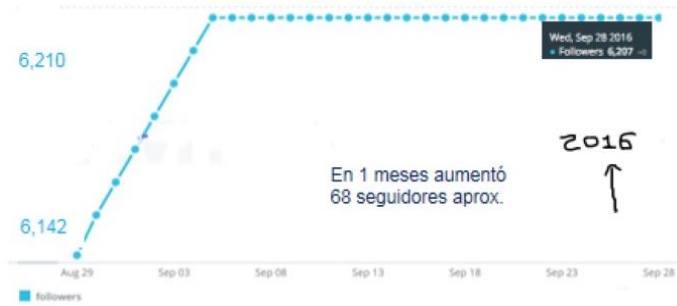 6,210
Wed, Sep 28 2016
Followers 6,207 +0
2016
En 1 meses aumentó
68 seguidores aprox.
6,142
Aug 29 Sep 03 Sep 08 Sep 13 Sep 18 Sep 23 Sep 28
followers